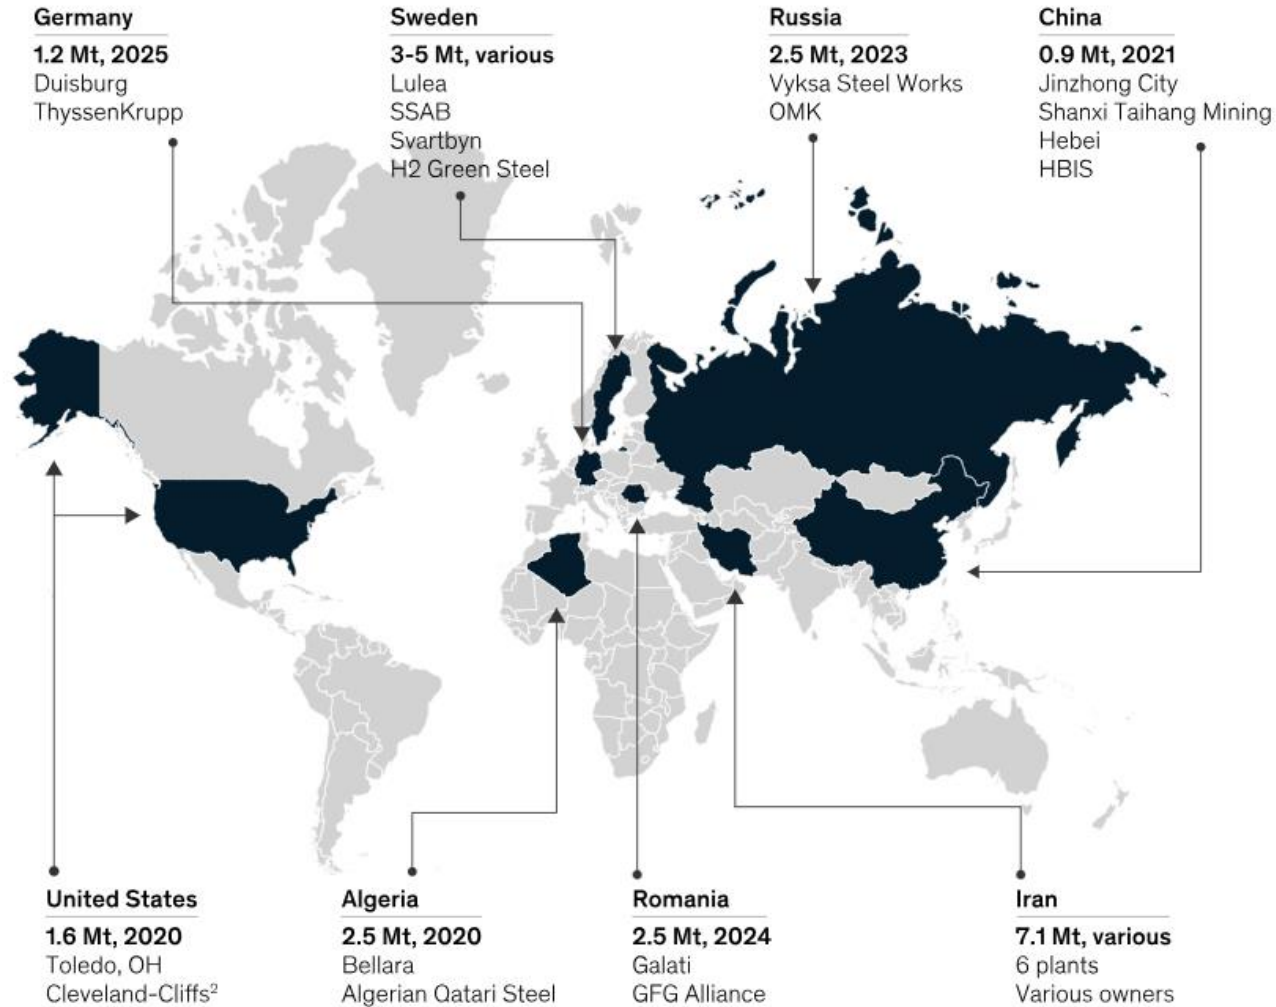 Germany
1.2 Mt, 2025
Duisburg
ThyssenKrupp
Sweden
3-5 Mt, various
Lulea
SSAB
Svartbyn
H2 Green Steel
Russia
2.5 Mt, 2023
Vyksa Steel Works
OMK
China
0.9 Mt, 2021
Jinzhong City
Shanxi Taihang Mining
Hebei
HBIS
United States
1.6 Mt, 2020
Toledo, OH
Cleveland-Cliffs²
Algeria
2.5 Mt, 2020
Bellara
Algerian Qatari Steel
Romania
2.5 Mt, 2024
Galati
GFG Alliance
Iran
7.1 Mt, various
6 plants
Various owners